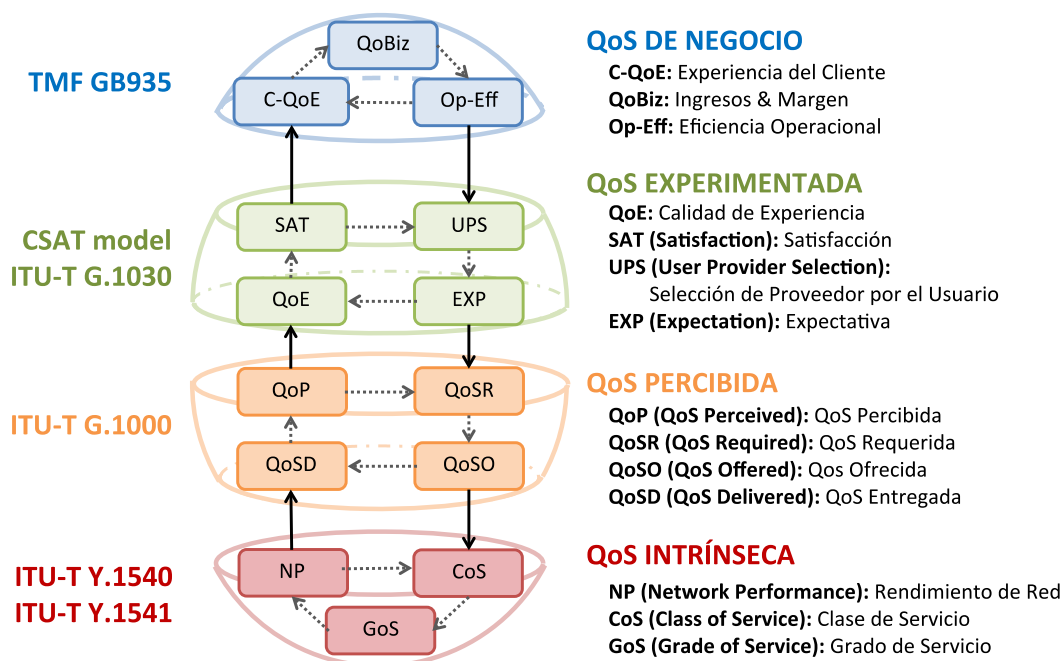 TMF GB935
QoBiz
C-QoE
Op-Eff
QoS DE NEGOCIO
C-QoE: Experiencia del Cliente
QoBiz: Ingresos & Margen
Op-Eff: Eficiencia Operacional
CSAT model
ITU-T G.1030
SAT
UPS
QoE
EXP
QoS EXPERIMENTADA
QoE: Calidad de Experiencia
SAT (Satisfaction): Satisfacción
UPS (User Provider Selection):
Selección de Proveedor por el Usuario
EXP (Expectation): Expectativa
ITU-T G.1000
QoP
QoSR
QoSD
QoSO
QoS PERCIBIDA
QoP (QoS Perceived): QoS Percibida
QoSR (QoS Required): QoS Requerida
QoSO (QoS Offered): Qos Ofrecida
QoSD (QoS Delivered): QoS Entregada
ITU-T Y.1540
ITU-T Y.1541
NP
CoS
GoS
QoS INTRÍNSECA
NP (Network Performance): Rendimiento de Red
CoS (Class of Service): Clase de Servicio
GoS (Grade of Service): Grado de Servicio